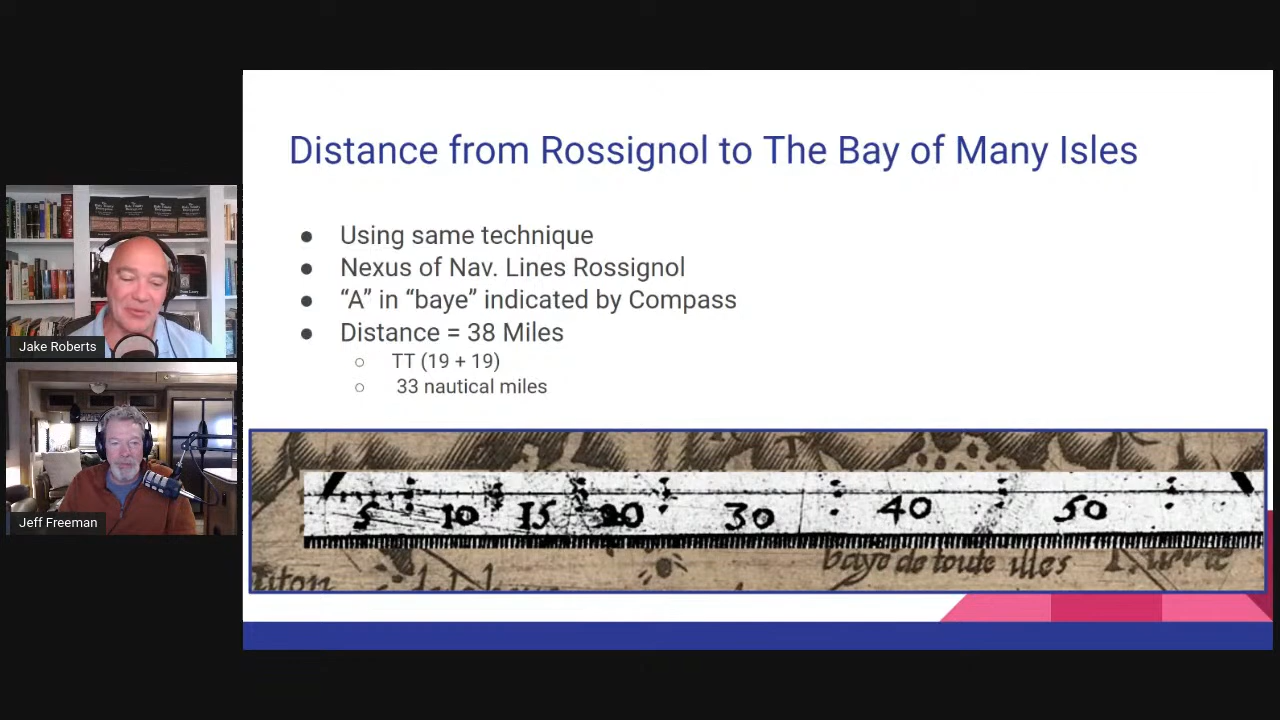 Distance from Rossignol to The Bay of Many Isles
● Using same technique
● Nexus of Nav. Lines Rossignol
● “A” in “baye” indicated by Compass
● Distance = 38 Miles
○ TT (19 + 19)
○ 33 nautical miles
Jake Roberts
Jeff Freeman
5 10 15 20 30 40 50
baye de toute illes